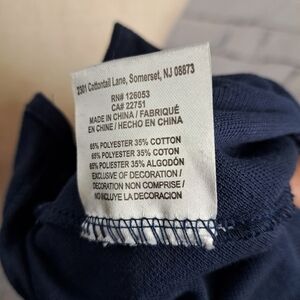 2301 Cottontail Lane, Somerset, NJ 08873
RN# 126053
CA# 22751
MADE IN CHINA / FABRIQUÉ
EN CHINE / HECHO EN CHINA
65% POLYESTER 35% COTTON
65% POLYESTER 35% COTON
65% POLIESTER 35% ALGODÓN
EXCLUSIVE OF DECORATION /
DECORATION NON COMPRISE /
NO INCLUYE LA DECORACION